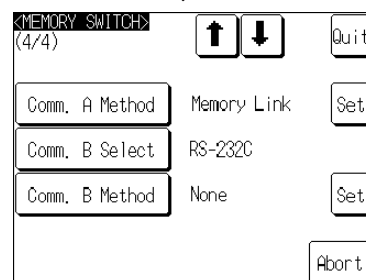 <MEMORY SWITCH>
(4/4)
Quit
Comm. A Method Memory Link Set
Comm. B Select RS-232C
Comm. B Method None Set
Abort